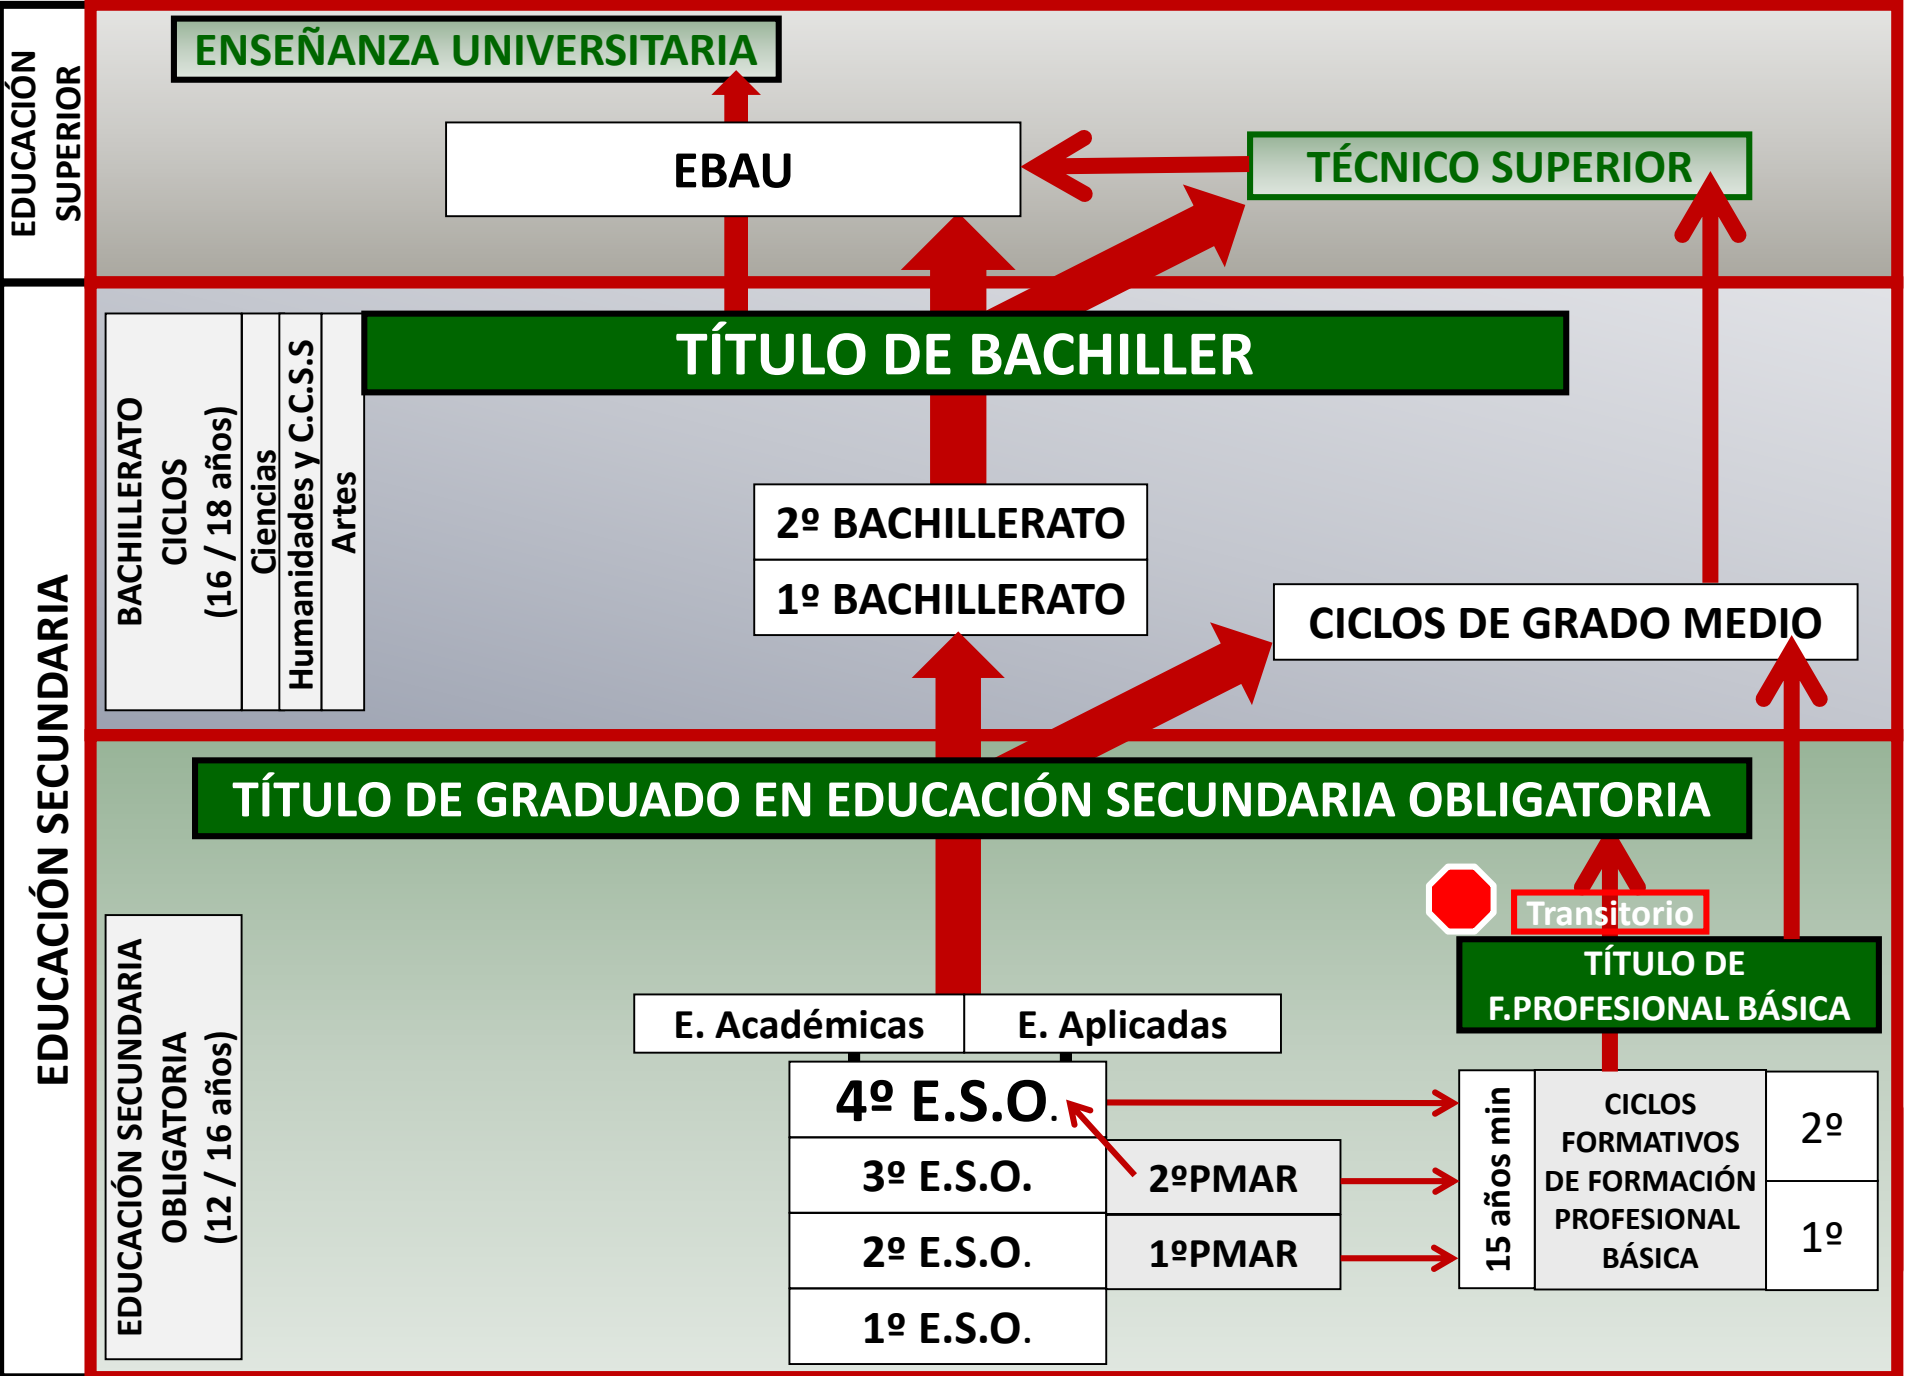 EDUCACIÓN
SUPERIOR
ENSEÑANZA UNIVERSITARIA
EBAU
TÉCNICO SUPERIOR
EDUCACIÓN SECUNDARIA
BACHILLERATO
CICLOS
(16 / 18 años)
Ciencias
Humanidades y C.C.S.S
Artes
TÍTULO DE BACHILLER
2º BACHILLERATO
1º BACHILLERATO
CICLOS DE GRADO MEDIO
TÍTULO DE GRADUADO EN EDUCACIÓN SECUNDARIA OBLIGATORIA
Transitorio
TÍTULO DE
F.PROFESIONAL BÁSICA
EDUCACIÓN SECUNDARIA
OBLIGATORIA
(12 / 16 años)
E. Académicas
E. Aplicadas
4º E.S.O.
3º E.S.O.
2º E.S.O.
1º E.S.O.
2ºPMAR
1ºPMAR
15 años min
CICLOS
FORMATIVOS
DE FORMACIÓN
PROFESIONAL
BÁSICA
2º
1º